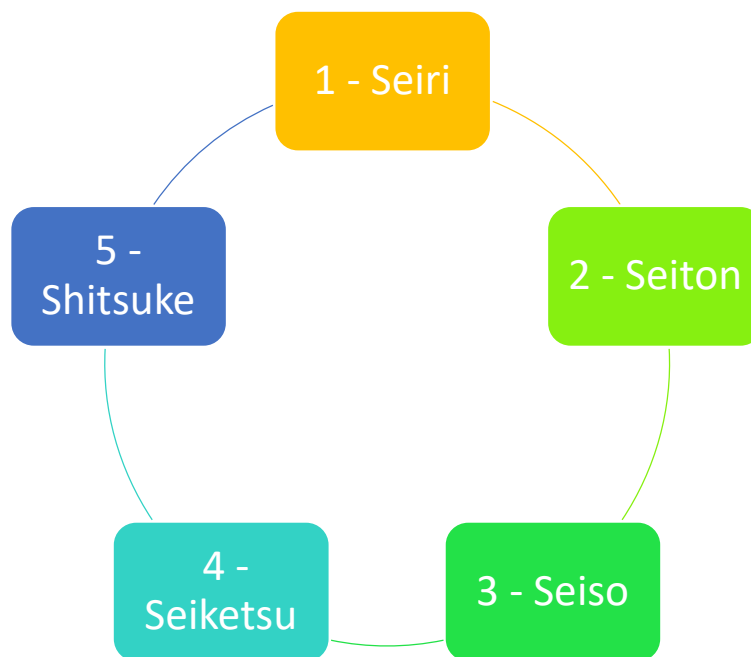 1 - Seiri
2 - Seiton
3 - Seiso
4 -
Seiketsu
5 -
Shitsuke